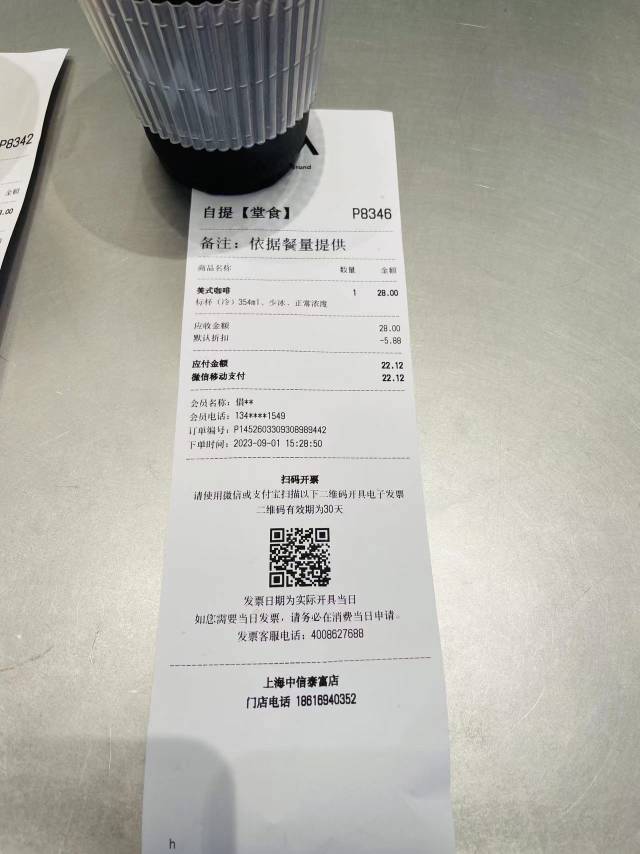 P8342
金额
自提【堂食】 P8346
备注：依据餐量提供
商品名称 数量 金额
美式咖啡 1 28.00
标杯（冷）354ml、少冰、正常浓度
应收金额 28.00
默认折扣 -5.88
应付金额 22.12
微信移动支付 22.12
会员名称：倡**
会员电话：134****1549
订单编号：P1452603309308989442
下单时间：2023-09-01 15:28:50
扫码开票
请使用微信或支付宝扫描以下二维码开具电子发票
二维码有效期为30天
发票日期为实际开具当日
如您需要当日发票，请务必在消费当日申请。
发票客服电话：4008627688
上海中信泰富店
门店电话 18616940352
h